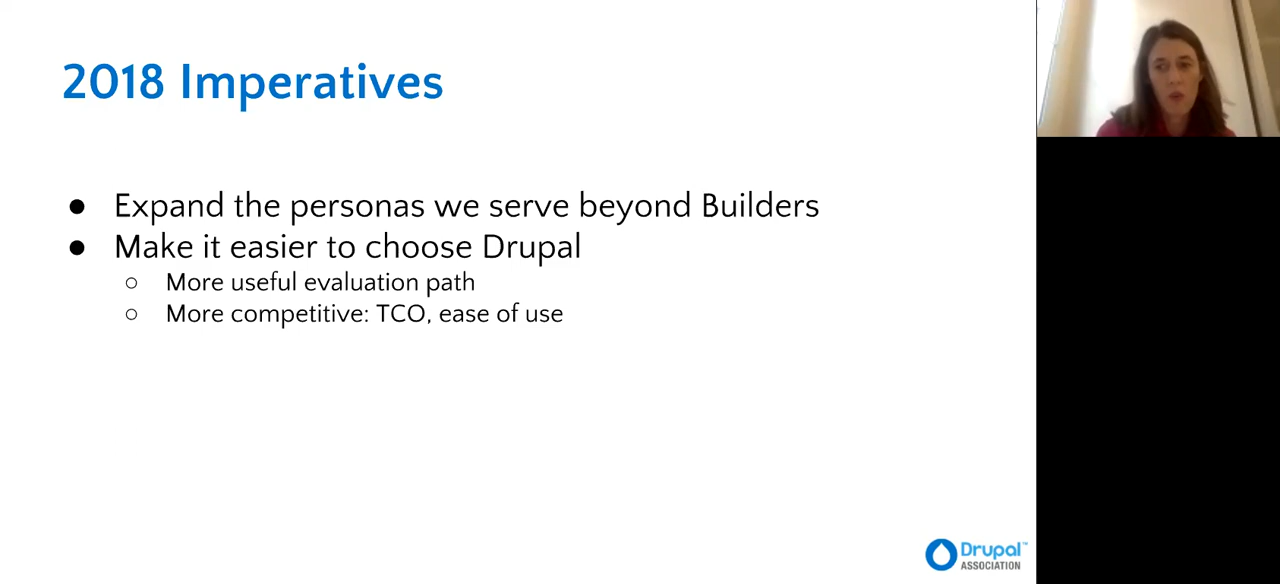 2018 Imperatives
● Expand the personas we serve beyond Builders
● Make it easier to choose Drupal
○ More useful evaluation path
○ More competitive: TCO, ease of use
Drupal™
ASSOCIATION